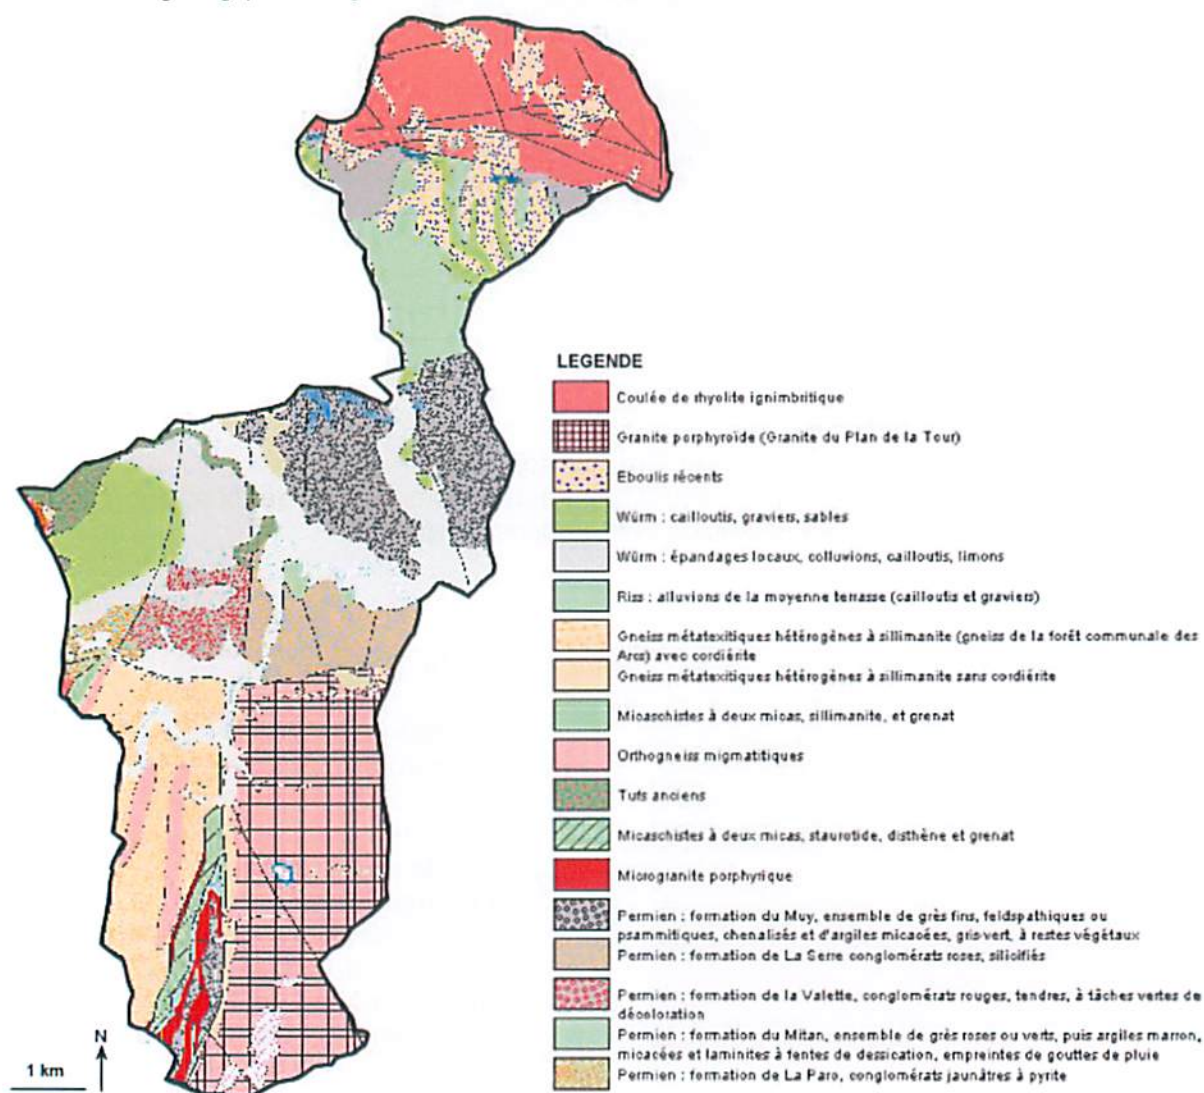 LEGENDE
Coulée de rhyolite ignimbritique
Granite porphyroïde (Granite du Plan de la Tour)
Eboulis récents
Würm : cailloutis, graviers, sables
Würm : épandages locaux, colluvions, cailloutis, limons
Riss : alluvions de la moyenne terrasse (cailloutis et graviers)
Gneiss métatexitiques hétérogènes à sillimanite (gneiss de la forêt communale des
Arcs) avec cordiérite
Gneiss métatexitiques hétérogènes à sillimanite sans cordiérite
Micaschistes à deux micas, sillimanite, et grenat
Orthogneiss migmatitiques
Tufs anciens
Micaschistes à deux micas, staurotide, disthène et grenat
Microgranite porphyrique
Permien : formation du Muy, ensemble de grès fins, feldspathiques ou
psammitiques, chenalisés et d'argiles micacées, gris-vert, à restes végétaux
Permien : formation de La Serre conglomérats roses, silicifiés
Permien : formation de la Valette, conglomérats rouges, tendres, à tâches vertes de
décoloration
Permien : formation du Mitan, ensemble de grès roses ou verts, puis argiles marron,
micacées et laminites à fentes de dessication, empreintes de gouttes de pluie
Permien : formation de La Paro, conglomérats jaunâtres à pyrite
N
1 km